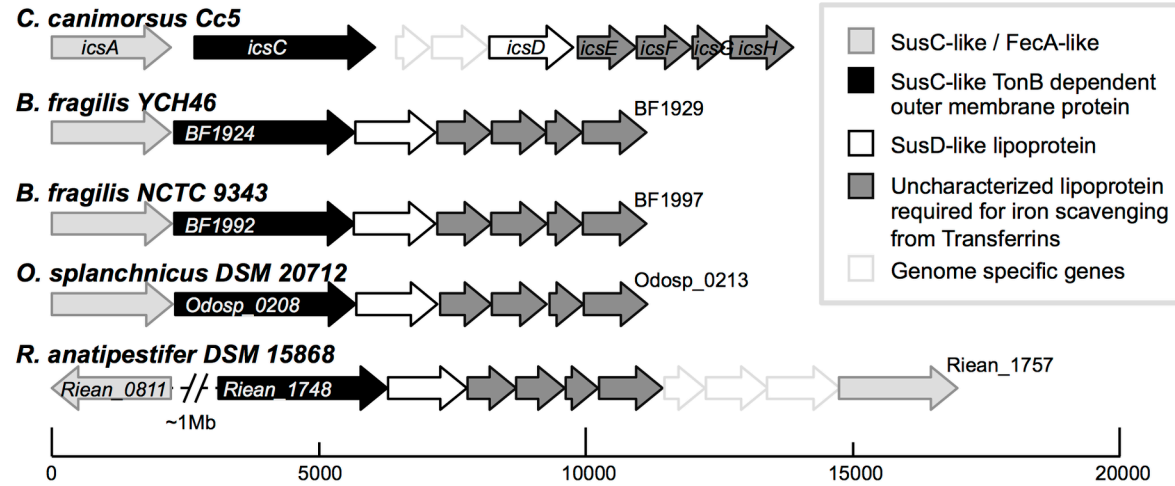 C. canimorsus Cc5
icsA icsC icsD icsE icsF icsG icsH
B. fragilis YCH46
BF1924 BF1929
B. fragilis NCTC 9343
BF1992 BF1997
O. splanchnicus DSM 20712
Odosp_0208 Odosp_0213
R. anatipestifer DSM 15868
Riean_0811 Riean_1748 Riean_1757
~1Mb
0 5000 10000 15000 20000
SusC-like / FecA-like
SusC-like TonB dependent
outer membrane protein
SusD-like lipoprotein
Uncharacterized lipoprotein
required for iron scavenging
from Transferrins
Genome specific genes